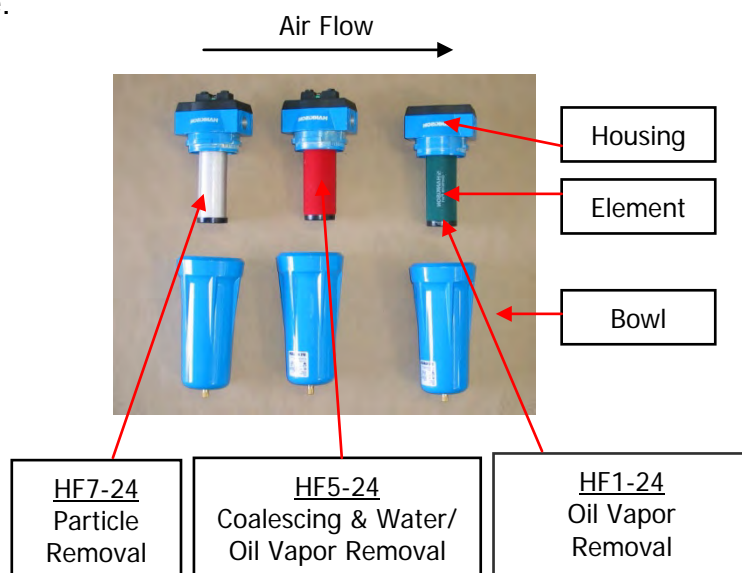 .
Air Flow
Housing
Element
Bowl
HF7-24
Particle
Removal
HF5-24
Coalescing & Water/
Oil Vapor Removal
HF1-24
Oil Vapor
Removal